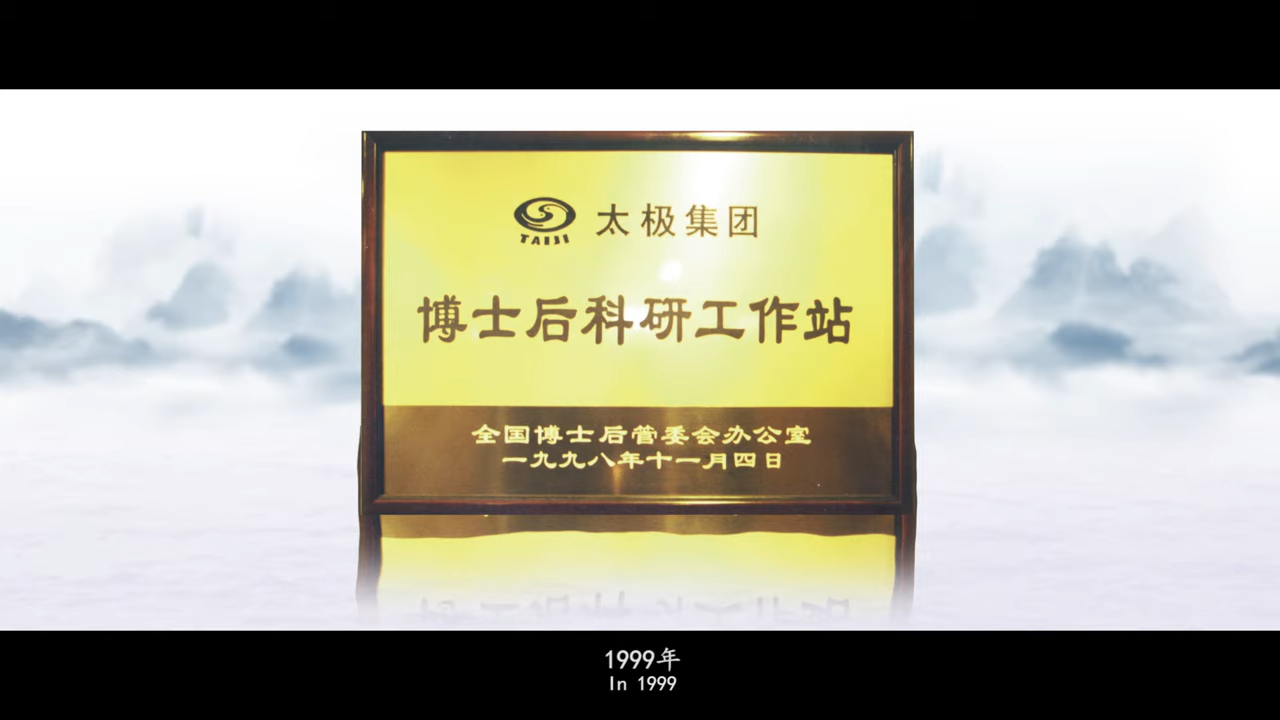 TAIJI 太极集团
博士后科研工作站
全国博士后管委会办公室
一九九八年十一月四日
1999年
In 1999